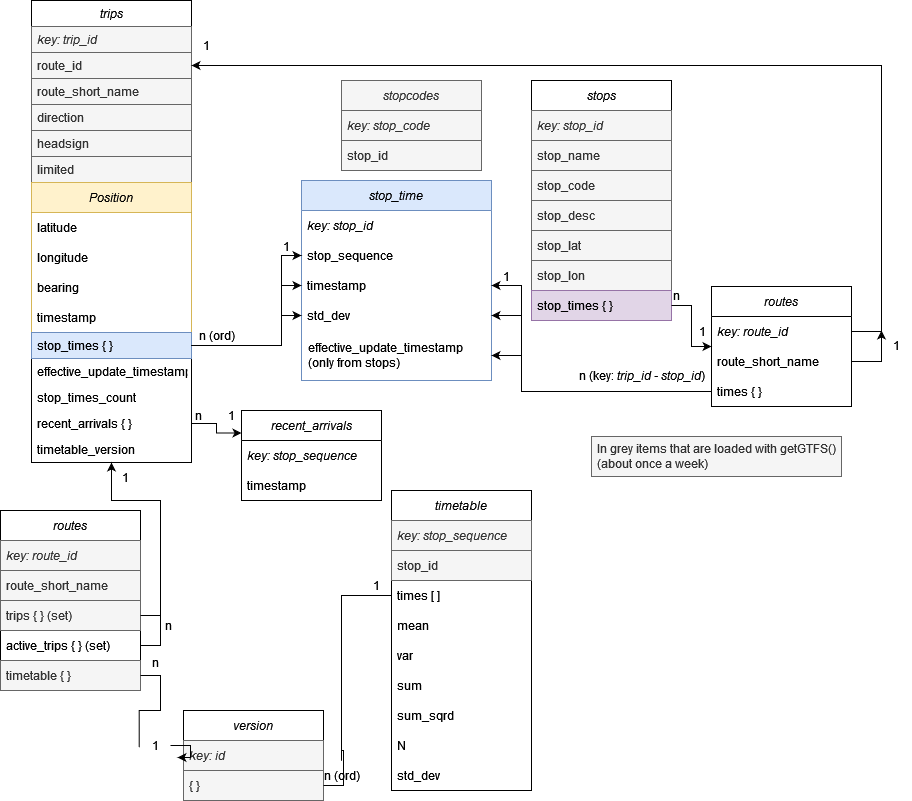 trips
key: trip_id
route_id
route_short_name
direction
headsign
limited
Position
latitude
longitude
bearing
timestamp
stop_times { }
effective_update_timestamp
stop_times_count
recent_arrivals { }
timetable_version
1
stopcodes
key: stop_code
stop_id
stops
key: stop_id
stop_name
stop_code
stop_desc
stop_lat
stop_lon
stop_times { }
stop_time
key: stop_id
stop_sequence
timestamp
std_dev
effective_update_timestamp
(only from stops)
1
n (ord)
1
n
1
routes
key: route_id
route_short_name
times { }
1
n (key: trip_id - stop_id)
n
1
recent_arrivals
key: stop_sequence
timestamp
In grey items that are loaded with getGTFS()
(about once a week)
1
routes
key: route_id
route_short_name
trips { } (set)
active_trips { } (set)
timetable { }
n
n
1
version
key: id
{ }
n (ord)
1
timetable
key: stop_sequence
stop_id
times [ ]
mean
var
sum
sum_sqrd
N
std_dev